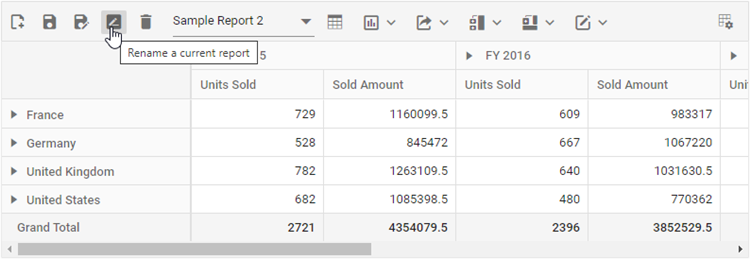 Sample Report 2
Rename a current report
5 FY 2016
Units Sold Sold Amount Units Sold Sold Amount Unit
France 729 1160099.5 609 983317
Germany 528 845472 667 1067220
United Kingdom 782 1263109.5 640 1031630.5
United States 682 1085398.5 480 770362
Grand Total 2721 4354079.5 2396 3852529.5